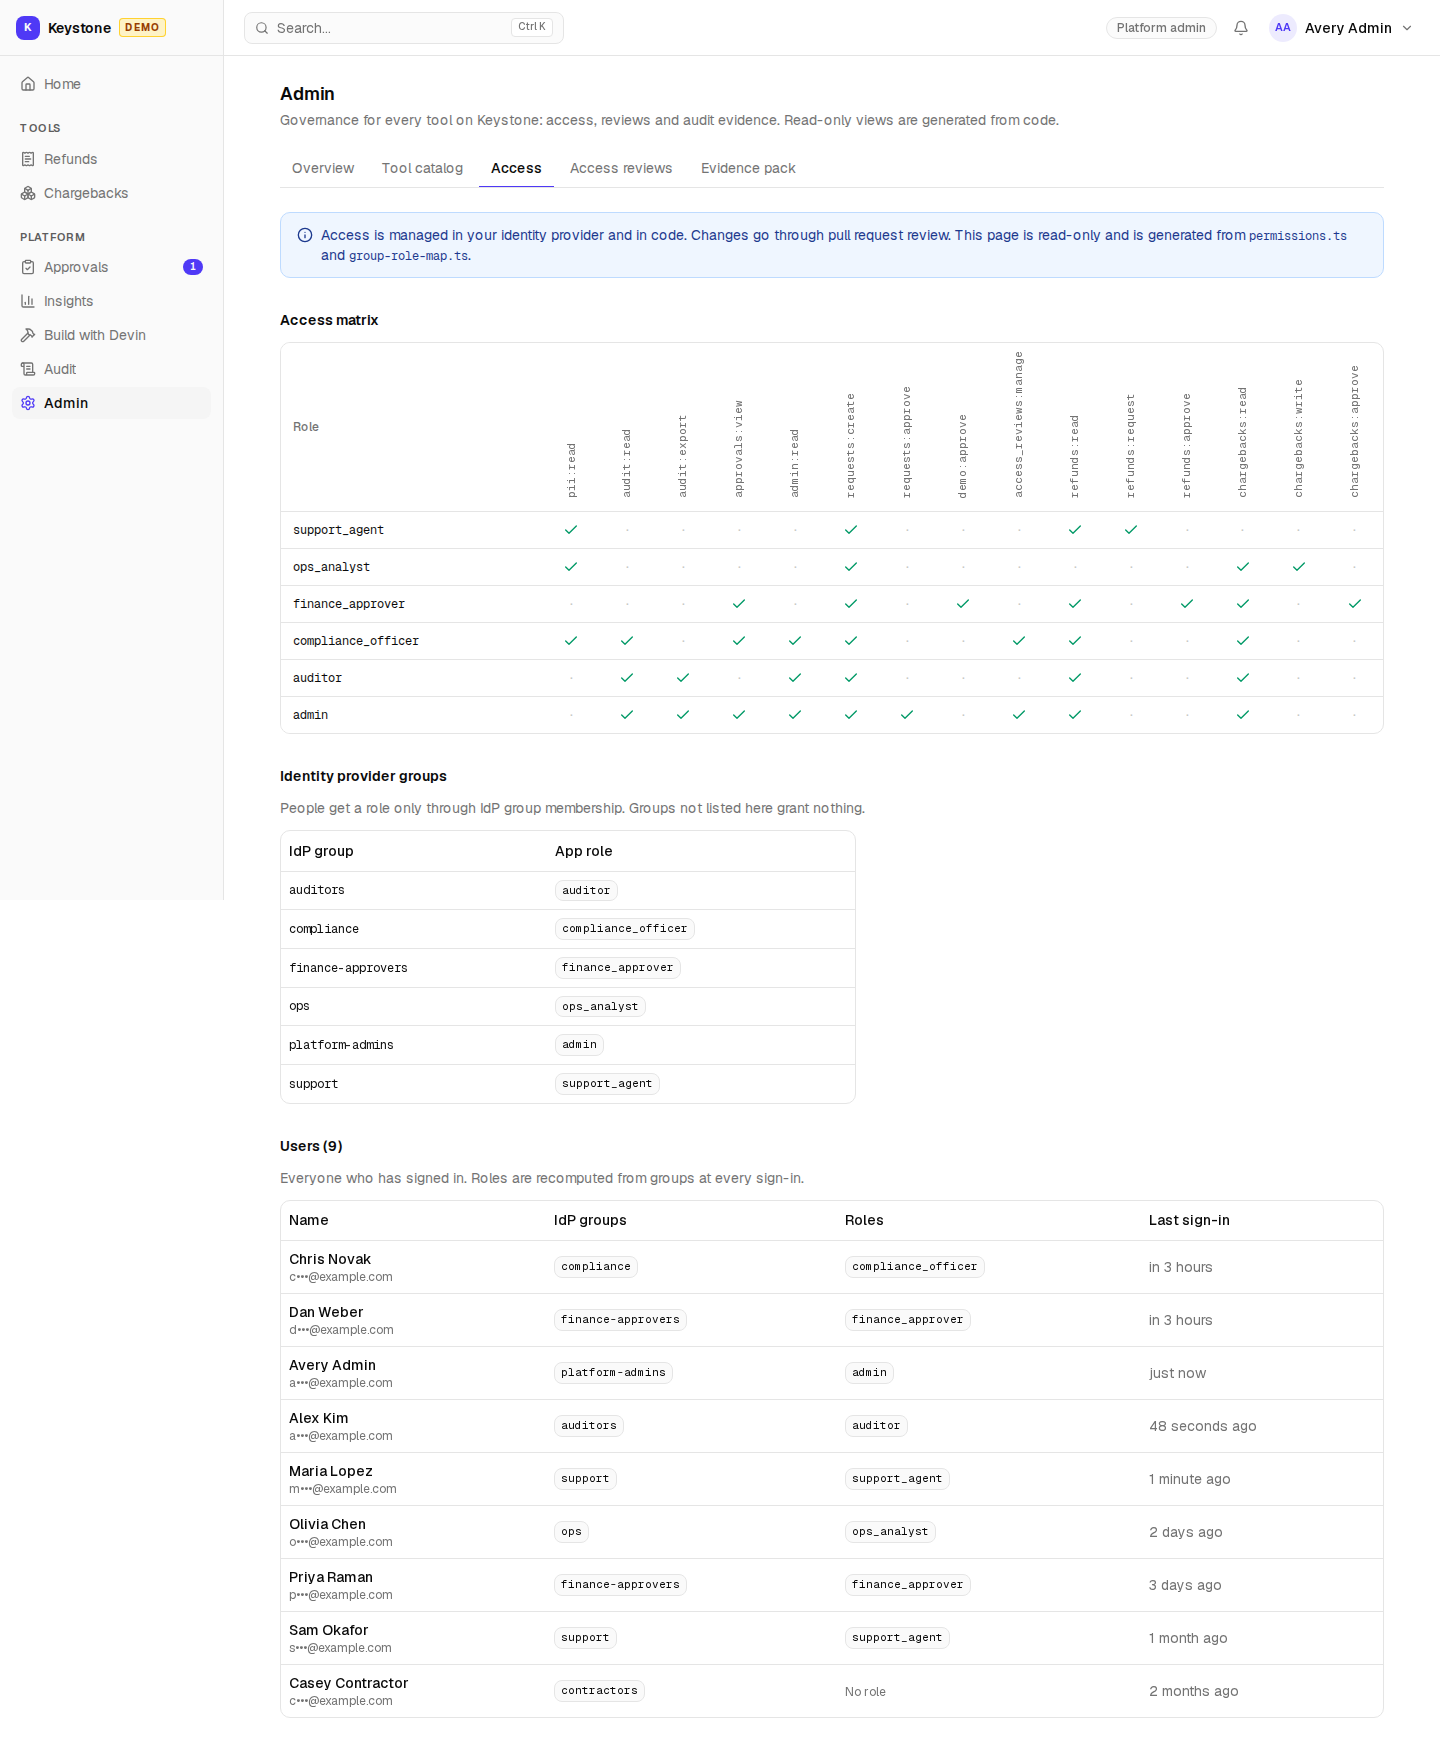 K Keystone DEMO
Search... Ctrl K
Platform admin
AA Avery Admin
Home
TOOLS
Refunds
Chargebacks
PLATFORM
Approvals 1
Insights
Build with Devin
Audit
Admin
Admin
Governance for every tool on Keystone: access, reviews and audit evidence. Read-only views are generated from code.
Overview Tool catalog Access Access reviews Evidence pack
Access is managed in your identity provider and in code. Changes go through pull request review. This page is read-only and is generated from permissions.ts
and group-role-map.ts.
Access matrix
Role
pii:read
audit:read
audit:export
approvals:view
admin:read
requests:create
requests:approve
demo:approve
access_reviews:manage
refunds:read
refunds:request
refunds:approve
chargebacks:read
chargebacks:write
chargebacks:approve
support_agent
ops_analyst
finance_approver
compliance_officer
auditor
admin
Identity provider groups
People get a role only through IdP group membership. Groups not listed here grant nothing.
IdP group App role
auditors auditor
compliance compliance_officer
finance-approvers finance_approver
ops ops_analyst
platform-admins admin
support support_agent
Users (9)
Everyone who has signed in. Roles are recomputed from groups at every sign-in.
Name IdP groups Roles Last sign-in
Chris Novak
c•••@example.com
compliance compliance_officer in 3 hours
Dan Weber
d•••@example.com
finance-approvers finance_approver in 3 hours
Avery Admin
a•••@example.com
platform-admins admin just now
Alex Kim
a•••@example.com
auditors auditor 48 seconds ago
Maria Lopez
m•••@example.com
support support_agent 1 minute ago
Olivia Chen
o•••@example.com
ops ops_analyst 2 days ago
Priya Raman
p•••@example.com
finance-approvers finance_approver 3 days ago
Sam Okafor
s•••@example.com
support support_agent 1 month ago
Casey Contractor
c•••@example.com
contractors No role 2 months ago